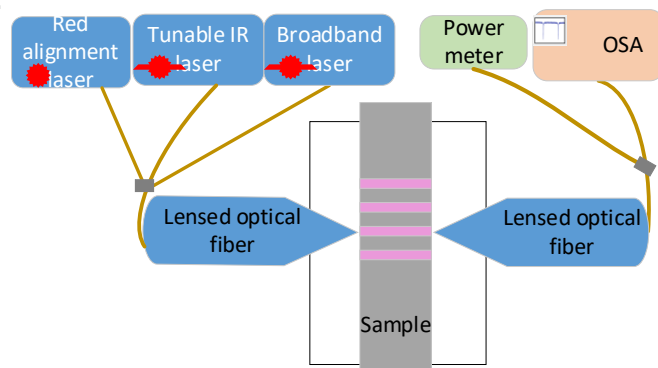 Red
alignment
laser
Tunable IR
laser
Broadband
laser
Power
meter
OSA
Lensed optical
fiber
Lensed optical
fiber
Sample